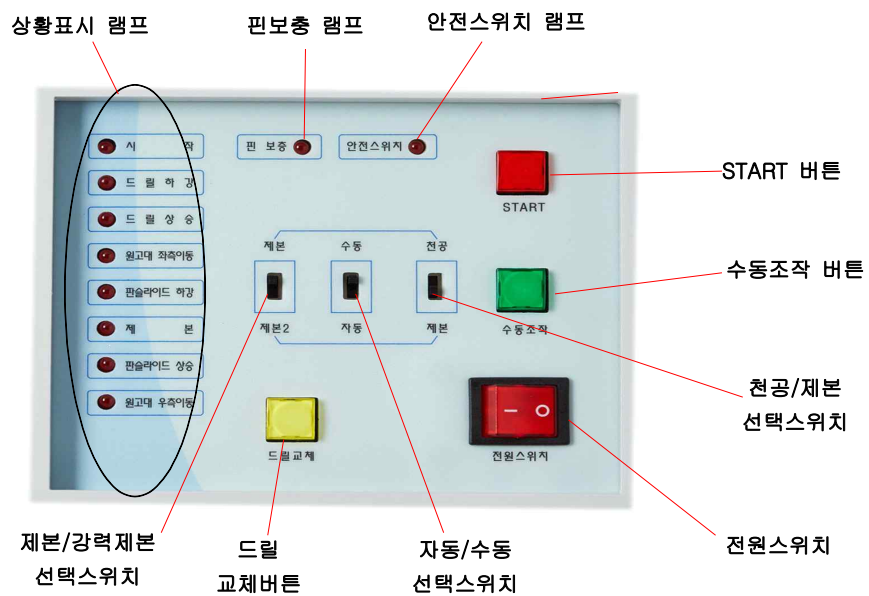 상황표시 램프
핀보충 램프
안전스위치 램프
시 작
드 릴 하 강
드 릴 상 승
원고대 좌측이동
판슬라이드 하강
제 본
판슬라이드 상승
원고대 우측이동
핀 보충
안전스위치
START
START 버튼
제본
수동
천공
제본2
자동
제본
수동조작
수동조작 버튼
천공/제본
선택스위치
드릴교체
전원스위치
제본/강력제본
선택스위치
드릴
교체버튼
자동/수동
선택스위치
전원스위치